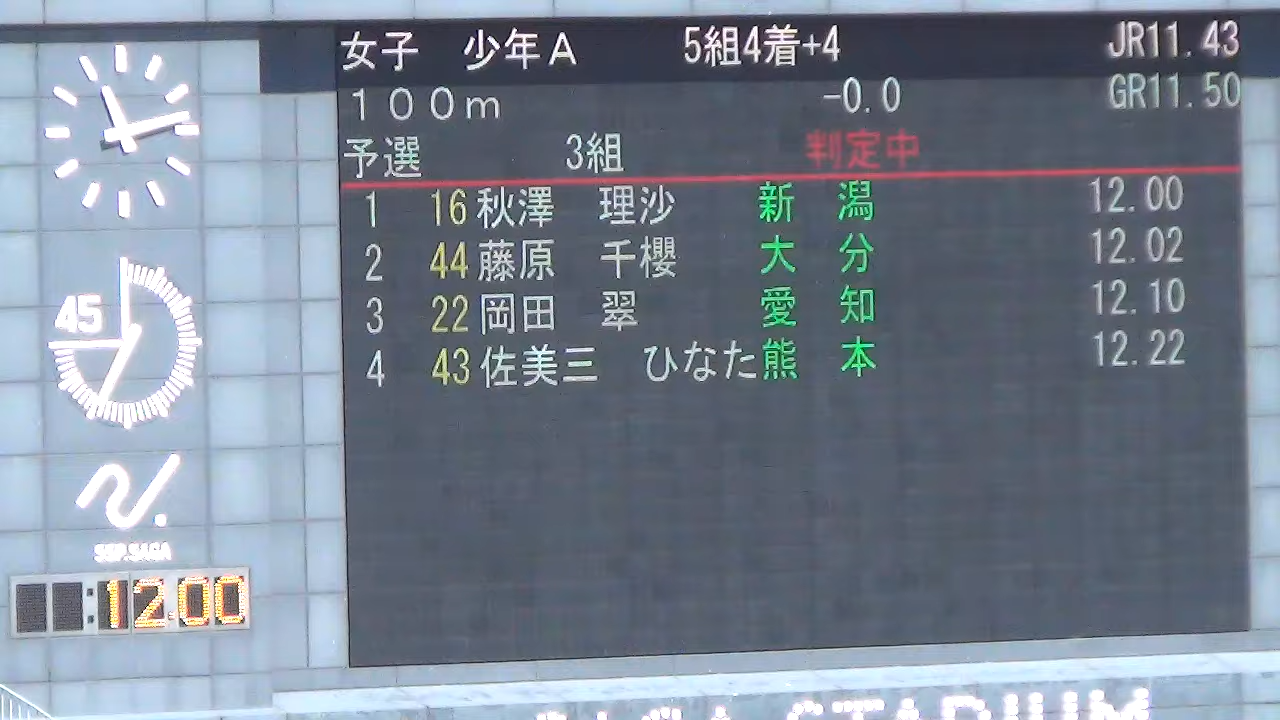 女子 少年A 5組4着+4 JR11.43
100m -0.0 GR11.50
予選 3組 判定中
1 16 秋澤 理沙 新潟 12.00
2 44 藤原 千櫻 大分 12.02
3 22 岡田 翠 愛知 12.10
4 43 佐美三 ひなた 熊本 12.22
45
SSP.SAGA
:12.00
STADIUM